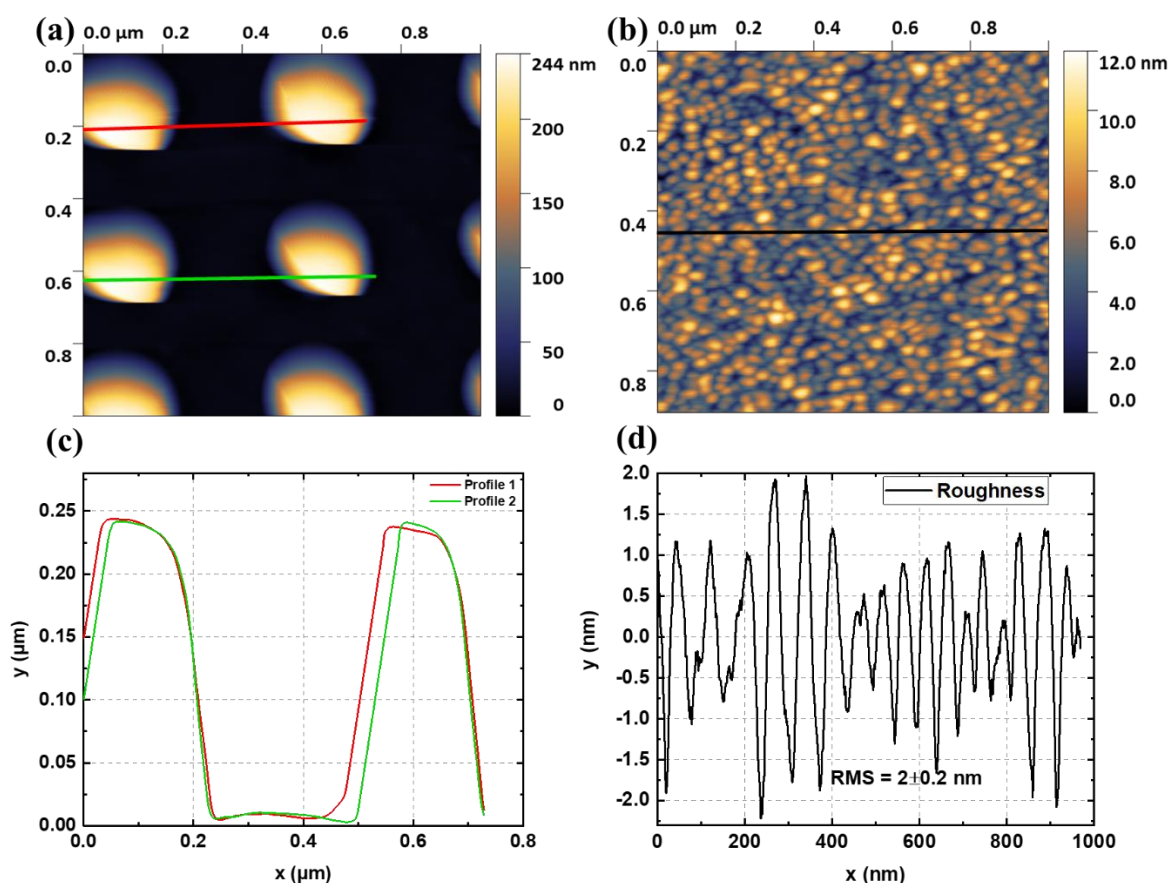 (a) 0.0 µm 0.2 0.4 0.6 0.8
0.0
0.2
0.4
0.6
0.8
244 nm
200
150
100
50
0
(b) 0.0 µm 0.2 0.4 0.6 0.8
0.0
0.2
0.4
0.6
0.8
12.0 nm
10.0
8.0
6.0
4.0
2.0
0.0
(c)
Profile 1
Profile 2
y (µm)
0.25
0.20
0.15
0.10
0.05
0.00
0.0 0.2 0.4 0.6 0.8
x (µm)
(d)
Roughness
y (nm)
2.0
1.5
1.0
0.5
0.0
-0.5
-1.0
-1.5
-2.0
RMS = 2±0.2 nm
0 200 400 600 800 1000
x (nm)